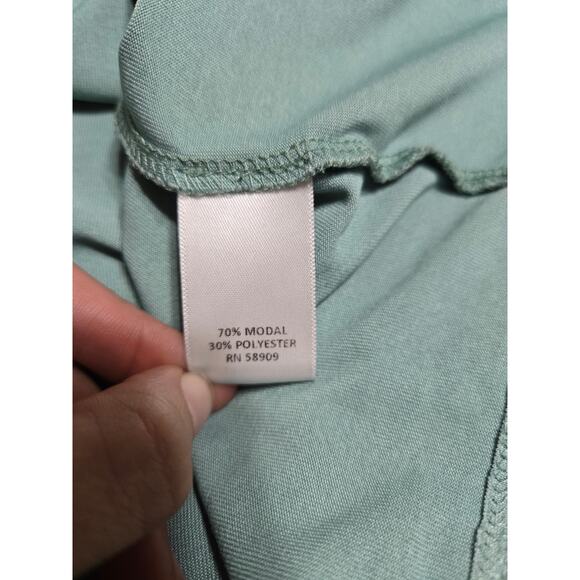 70% MODAL
30% POLYESTER
RN 58909